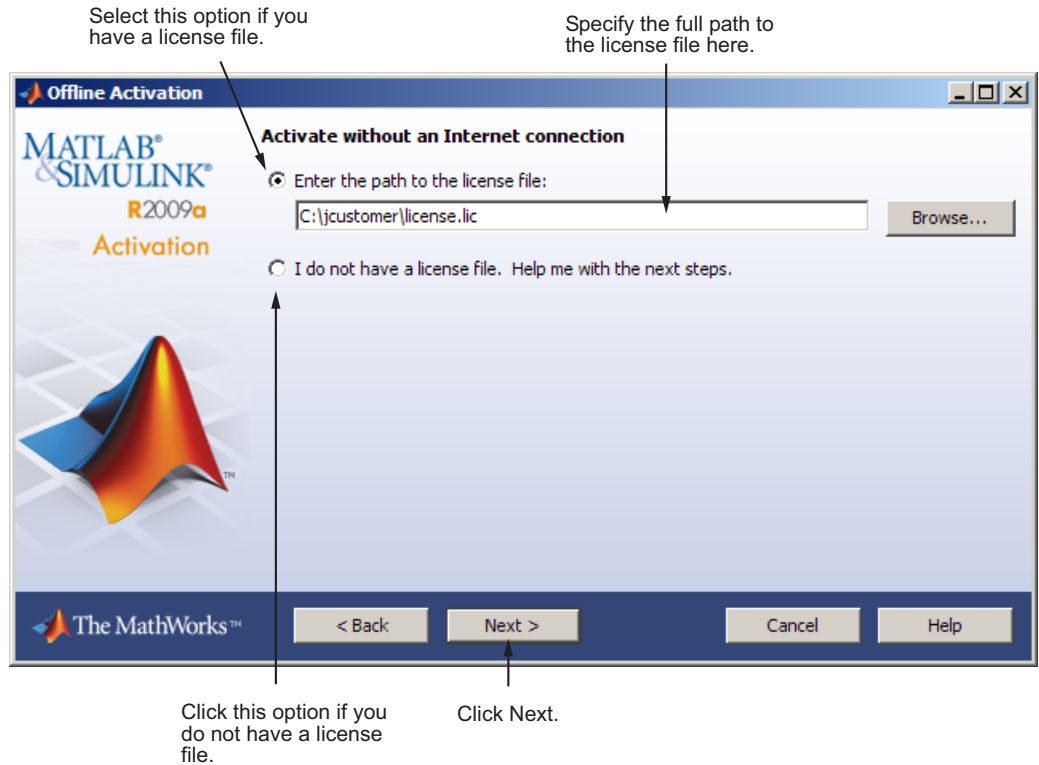 Select this option if you
have a license file.
Specify the full path to
the license file here.
Offline Activation
MATLAB®
&SIMULINK®
R2009a
Activation
Activate without an Internet connection
Enter the path to the license file:
C:\jcustomer\license.lic
Browse...
I do not have a license file. Help me with the next steps.
TM
The MathWorks™
< Back
Next >
Cancel
Help
Click this option if you
do not have a license
file.
Click Next.